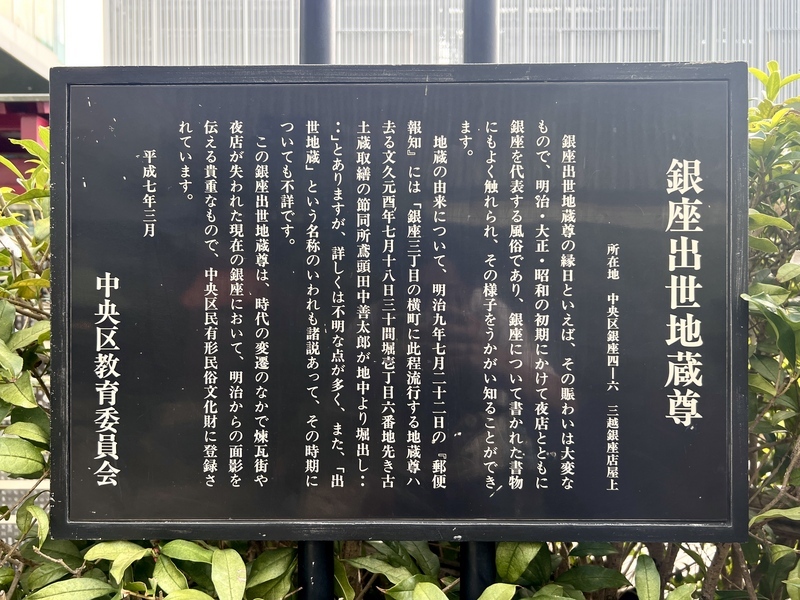 銀座出世地蔵尊
所在地 中央区銀座四―六 三越銀座店屋上
銀座出世地蔵尊の縁日といえば、その賑わいは大変な
もので、明治・大正・昭和の初期にかけて夜店とともに
銀座を代表する風俗であり、銀座について書かれた書物
にもよく触れられ、その様子をうかがい知ることができ
ます。
地蔵の由来について、明治九年七月二十二日の『郵便
報知』には「銀座三丁目の横町に此程流行する地蔵尊ハ
去る文久元酉年七月十八日三十間堀壱丁目六番地先き古
土蔵取繕の節同所鳶頭田中善太郎が地中より堀出し‥
‥」とありますが、詳しくは不明な点が多く、また、「出
世地蔵」という名称のいわれも諸説あって、その時期に
ついても不詳です。
この銀座出世地蔵尊は、時代の変遷のなかで煉瓦街や
夜店が失われた現在の銀座において、明治からの面影を
伝える貴重なもので、中央区民有形民俗文化財に登録さ
れています。
平成七年三月
中央区教育委員会